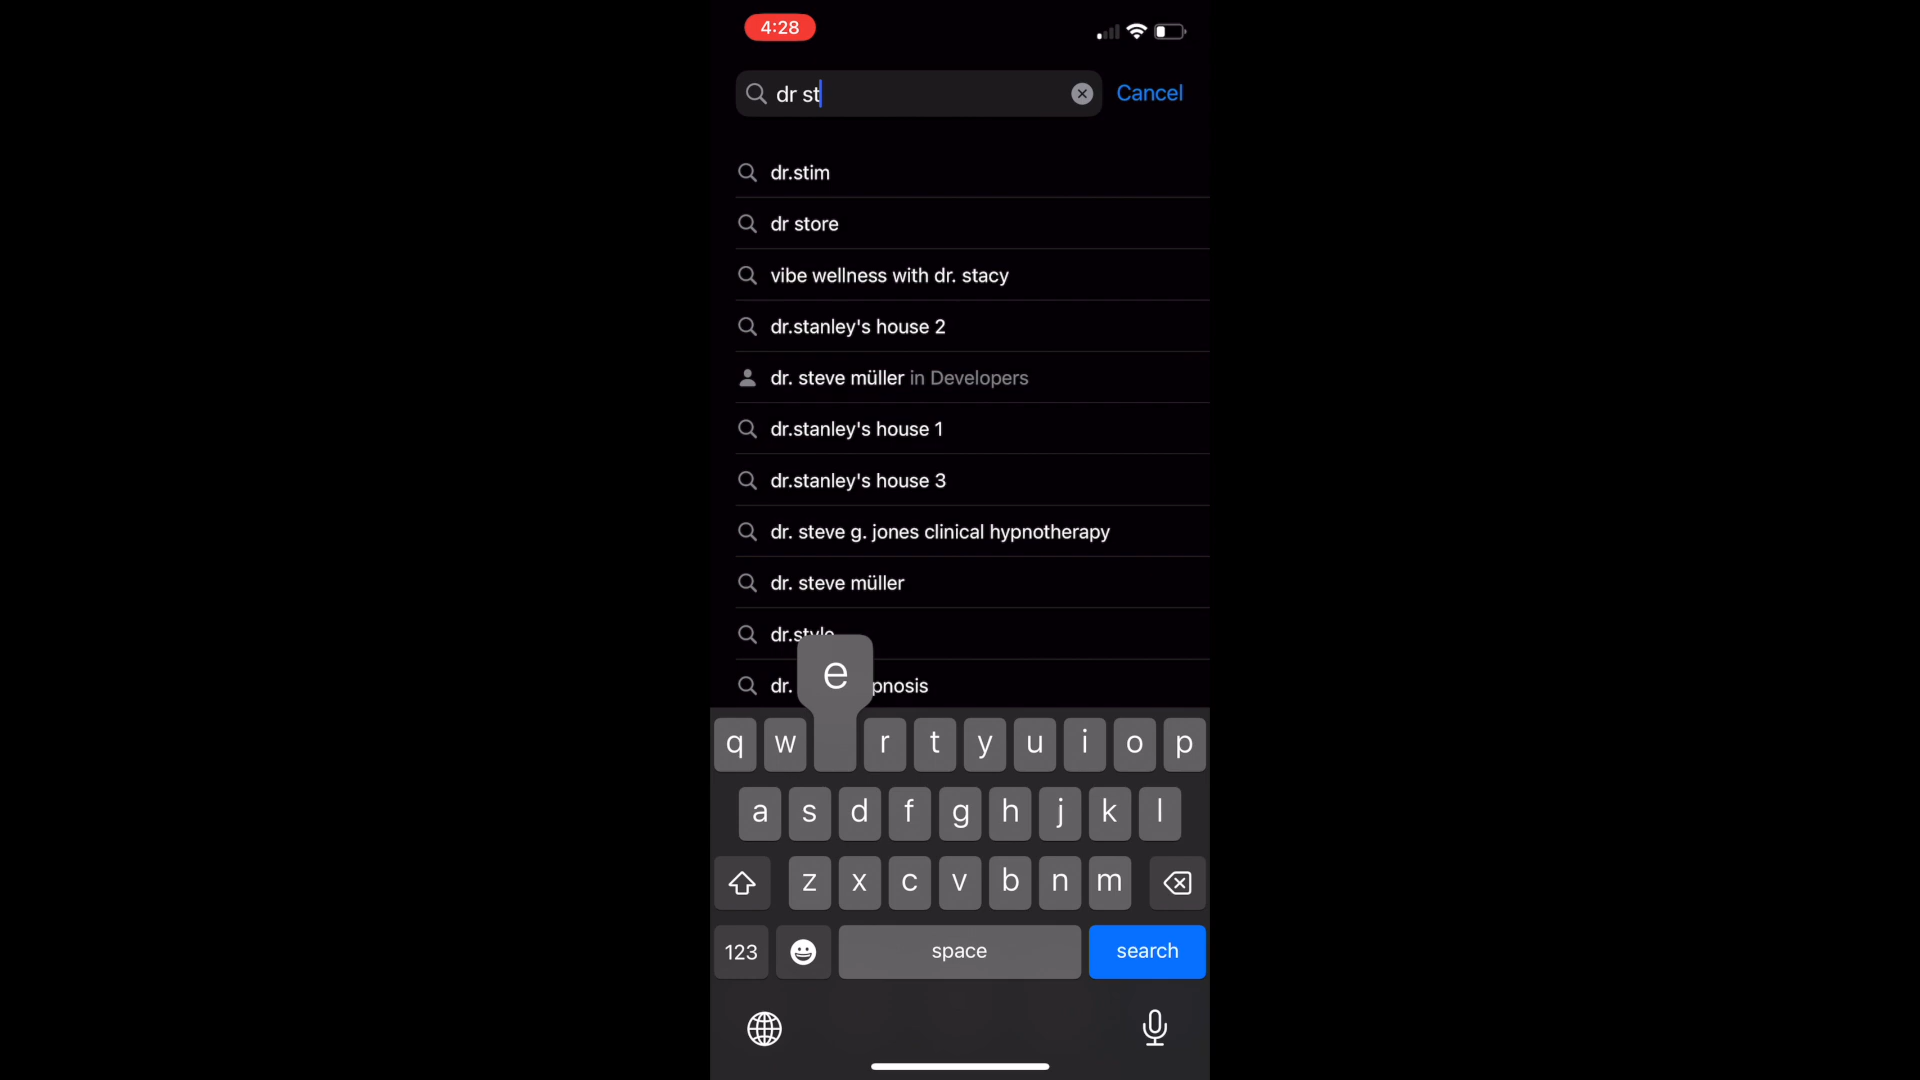 4:28
dr st
Cancel
dr.stim
dr store
vibe wellness with dr. stacy
dr.stanley's house 2
dr. steve müller in Developers
dr.stanley's house 1
dr.stanley's house 3
dr. steve g. jones clinical hypnotherapy
dr. steve müller
dr.style
dr. pnosis
e
q w r t y u i o p
a s d f g h j k l
z x c v b n m
123 space search